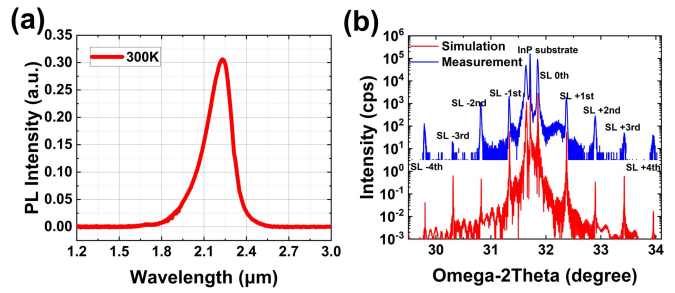 (a)
300K
PL Intensity (a.u.)
0.35
0.30
0.25
0.20
0.15
0.10
0.05
0.00
1.2 1.5 1.8 2.1 2.4 2.7 3.0
Wavelength (μm)
(b)
Simulation
Measurement
InP substrate
SL 0th
SL -1st
SL +1st
SL -2nd
SL +2nd
SL -3rd
SL +3rd
SL -4th
SL +4th
Intensity (cps)
10⁶
10⁵
10⁴
10³
10²
10¹
10⁰
10⁻¹
10⁻²
10⁻³
30 31 32 33 34
Omega-2Theta (degree)